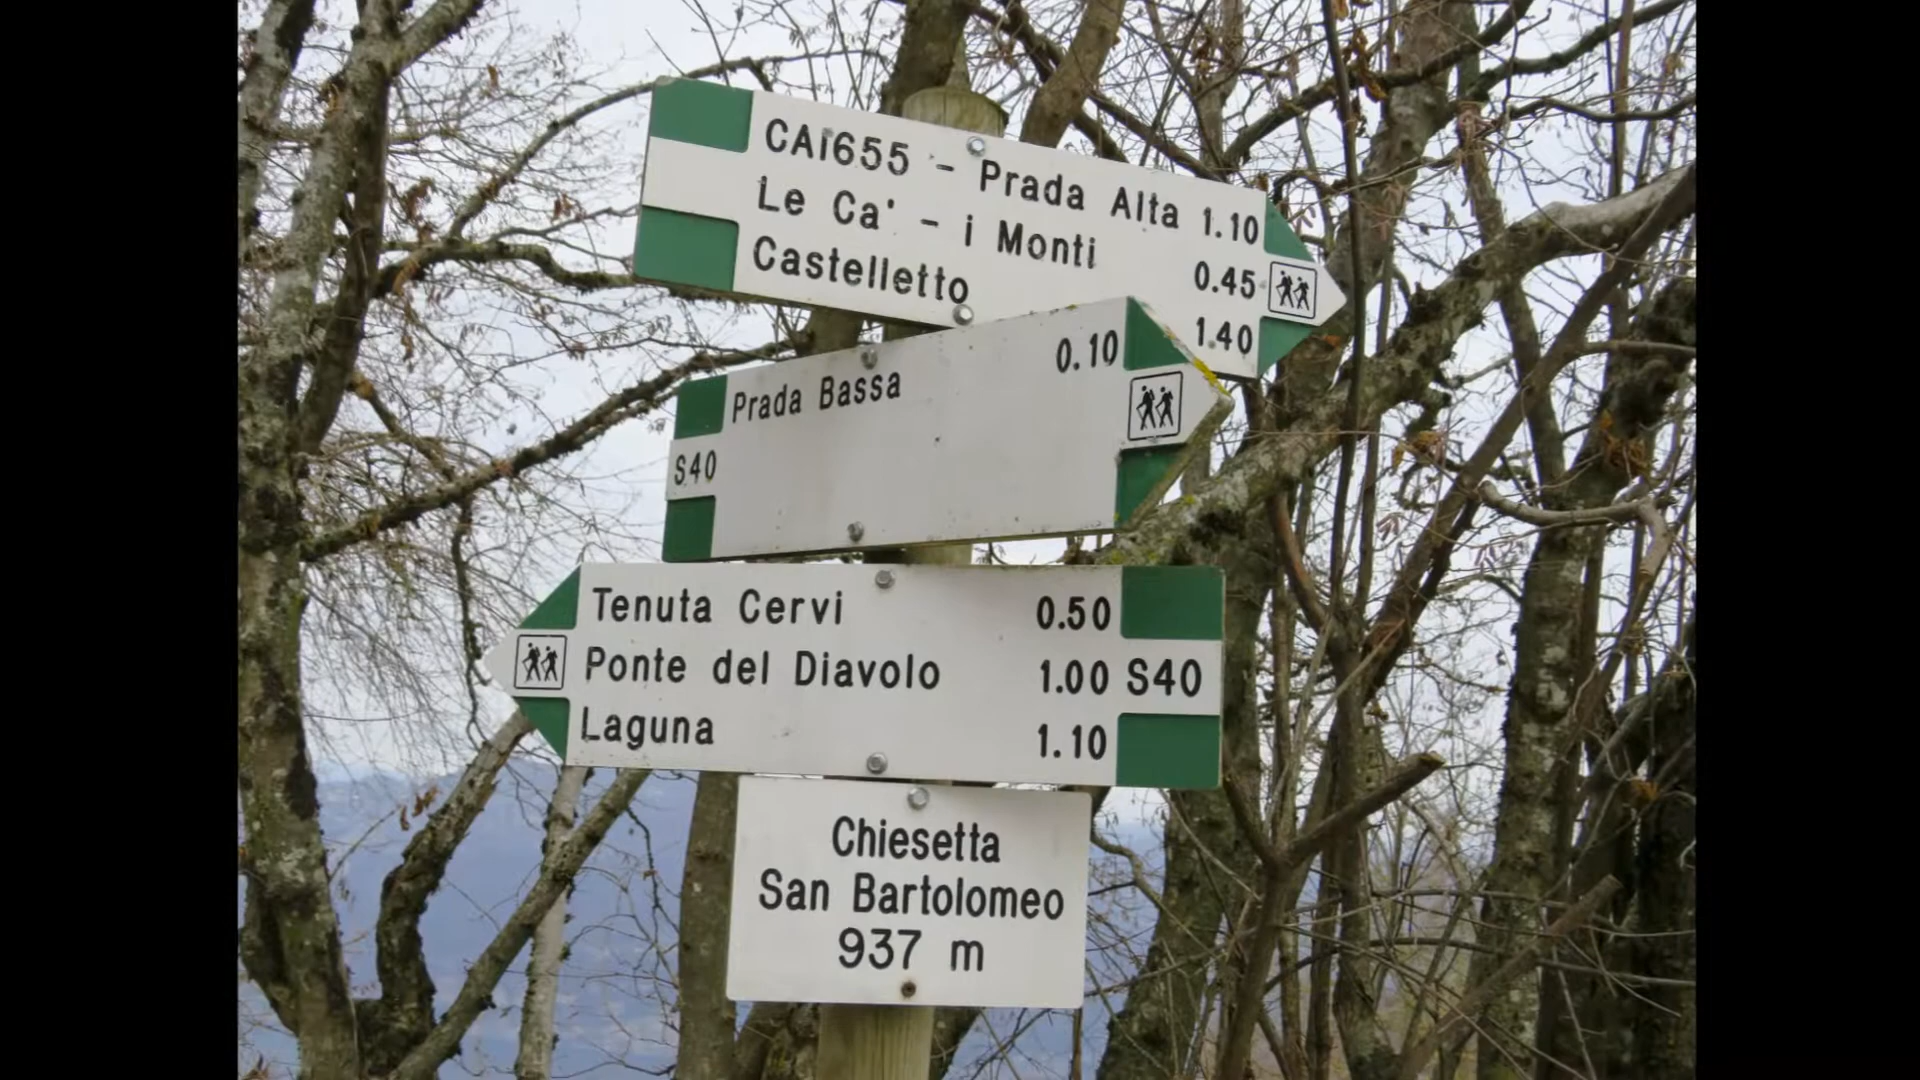 CAi655 - Prada Alta 1.10
Le Ca' - i Monti 0.45
Castelletto 1.40
Prada Bassa 0.10
S40
Tenuta Cervi 0.50
Ponte del Diavolo 1.00 S40
Laguna 1.10
Chiesetta
San Bartolomeo
937 m